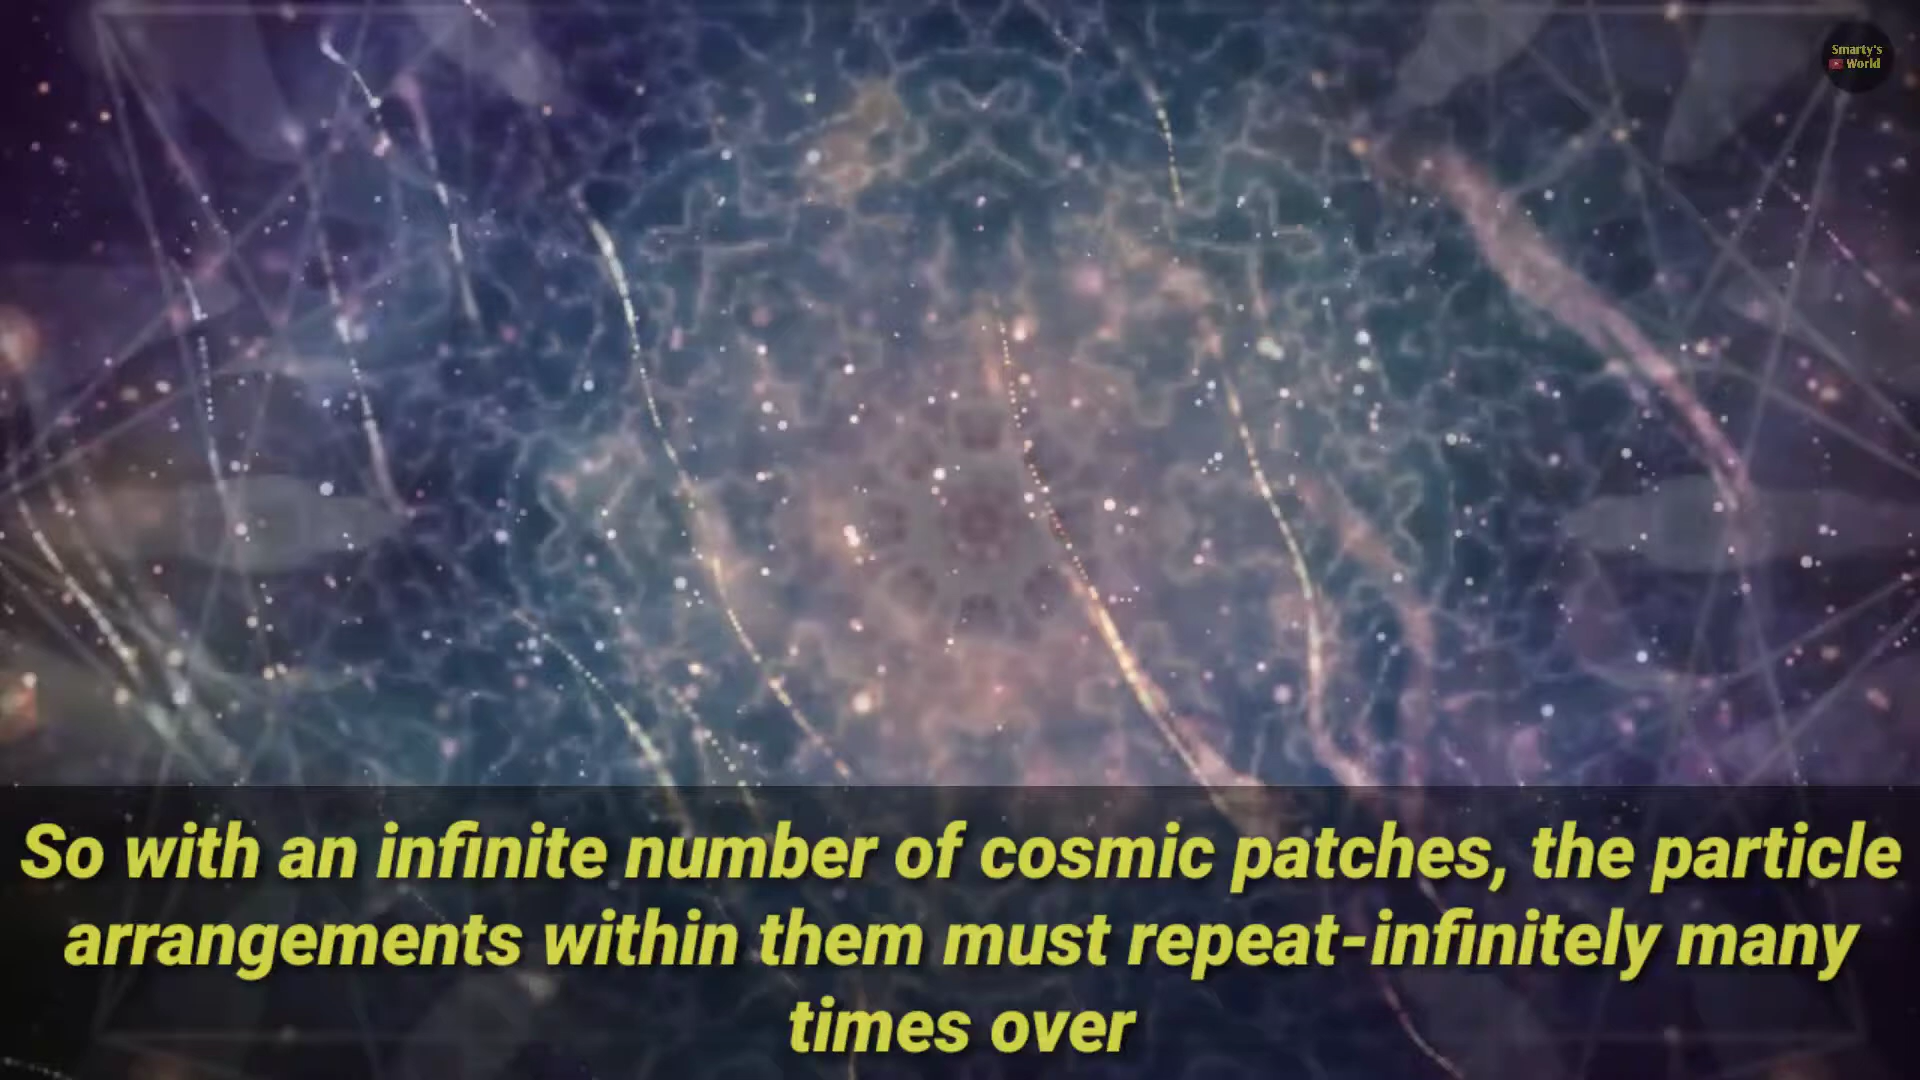 Smarty's
World
So with an infinite number of cosmic patches, the particle
arrangements within them must repeat-infinitely many
times over